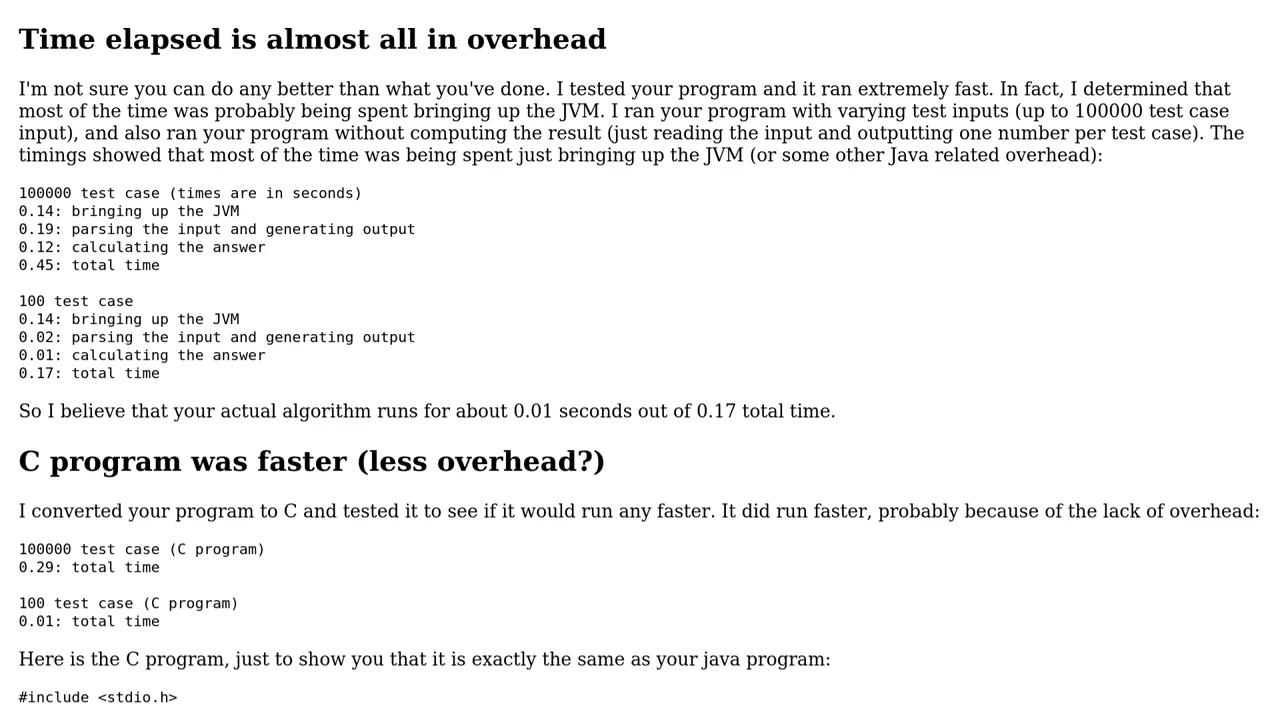 Time elapsed is almost all in overhead
I'm not sure you can do any better than what you've done. I tested your program and it ran extremely fast. In fact, I determined that
most of the time was probably being spent bringing up the JVM. I ran your program with varying test inputs (up to 100000 test case
input), and also ran your program without computing the result (just reading the input and outputting one number per test case). The
timings showed that most of the time was being spent just bringing up the JVM (or some other Java related overhead):
100000 test case (times are in seconds)
0.14: bringing up the JVM
0.19: parsing the input and generating output
0.12: calculating the answer
0.45: total time
100 test case
0.14: bringing up the JVM
0.02: parsing the input and generating output
0.01: calculating the answer
0.17: total time
So I believe that your actual algorithm runs for about 0.01 seconds out of 0.17 total time.
C program was faster (less overhead?)
I converted your program to C and tested it to see if it would run any faster. It did run faster, probably because of the lack of overhead:
100000 test case (C program)
0.29: total time
100 test case (C program)
0.01: total time
Here is the C program, just to show you that it is exactly the same as your java program:
#include <stdio.h>